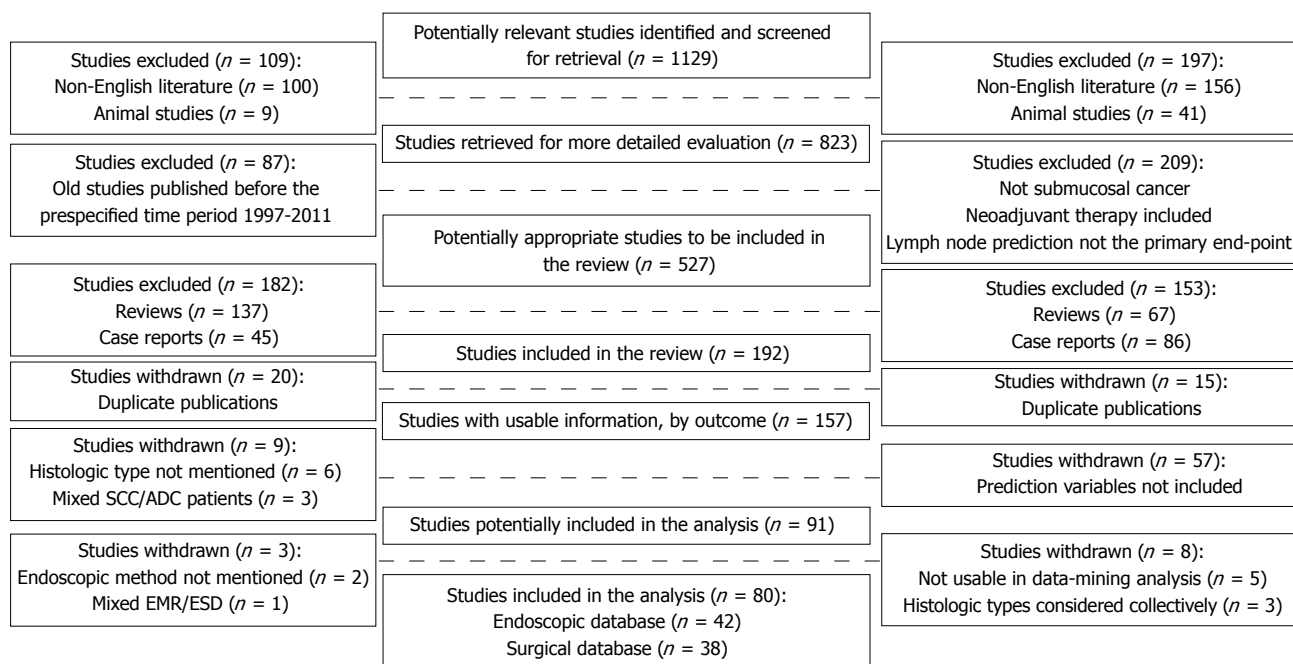 Potentially relevant studies identified and screened
for retrieval (n = 1129)
Studies excluded (n = 109):
Non-English literature (n = 100)
Animal studies (n = 9)
Studies excluded (n = 197):
Non-English literature (n = 156)
Animal studies (n = 41)
Studies retrieved for more detailed evaluation (n = 823)
Studies excluded (n = 87):
Old studies published before the
prespecified time period 1997-2011
Studies excluded (n = 209):
Not submucosal cancer
Neoadjuvant therapy included
Lymph node prediction not the primary end-point
Potentially appropriate studies to be included in
the review (n = 527)
Studies excluded (n = 182):
Reviews (n = 137)
Case reports (n = 45)
Studies excluded (n = 153):
Reviews (n = 67)
Case reports (n = 86)
Studies included in the review (n = 192)
Studies withdrawn (n = 20):
Duplicate publications
Studies withdrawn (n = 15):
Duplicate publications
Studies with usable information, by outcome (n = 157)
Studies withdrawn (n = 9):
Histologic type not mentioned (n = 6)
Mixed SCC/ADC patients (n = 3)
Studies withdrawn (n = 57):
Prediction variables not included
Studies potentially included in the analysis (n = 91)
Studies withdrawn (n = 3):
Endoscopic method not mentioned (n = 2)
Mixed EMR/ESD (n = 1)
Studies withdrawn (n = 8):
Not usable in data-mining analysis (n = 5)
Histologic types considered collectively (n = 3)
Studies included in the analysis (n = 80):
Endoscopic database (n = 42)
Surgical database (n = 38)